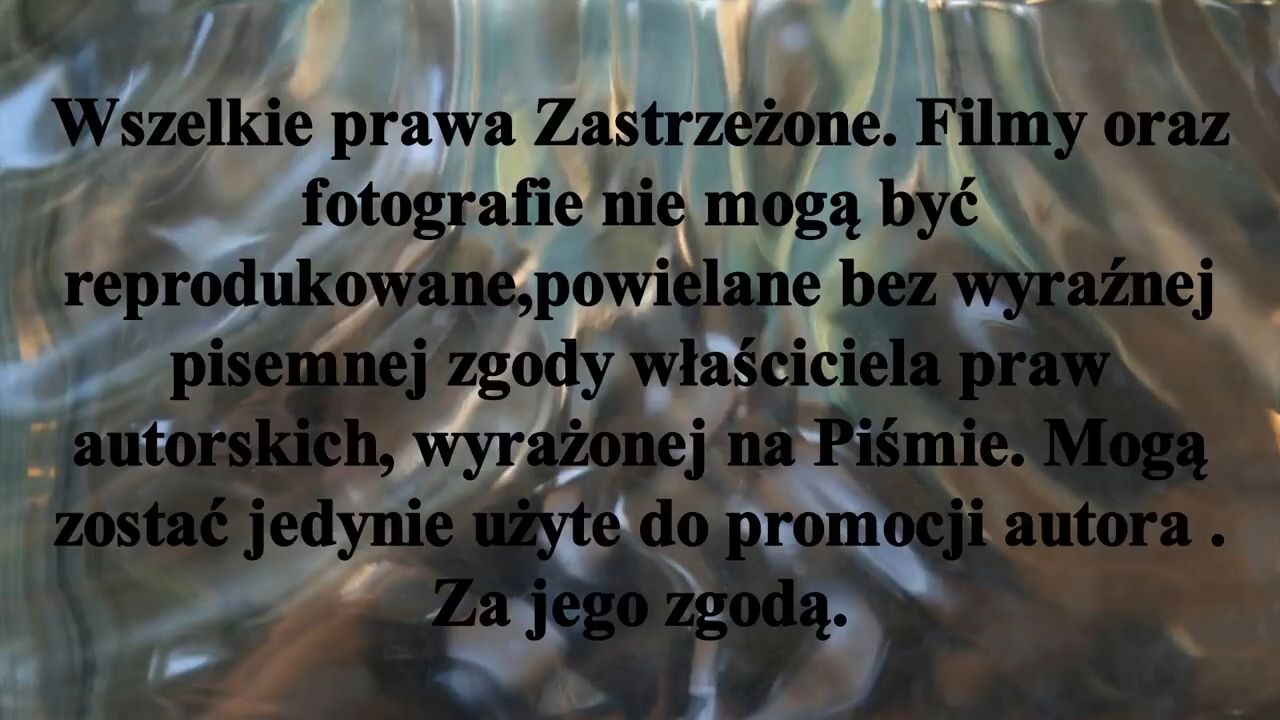 Wszelkie prawa Zastrzeżone. Filmy oraz
fotografie nie mogą być
reprodukowane,powielane bez wyraźnej
pisemnej zgody właściciela praw
autorskich, wyrażonej na Piśmie. Mogą
zostać jedynie użyte do promocji autora .
Za jego zgodą.